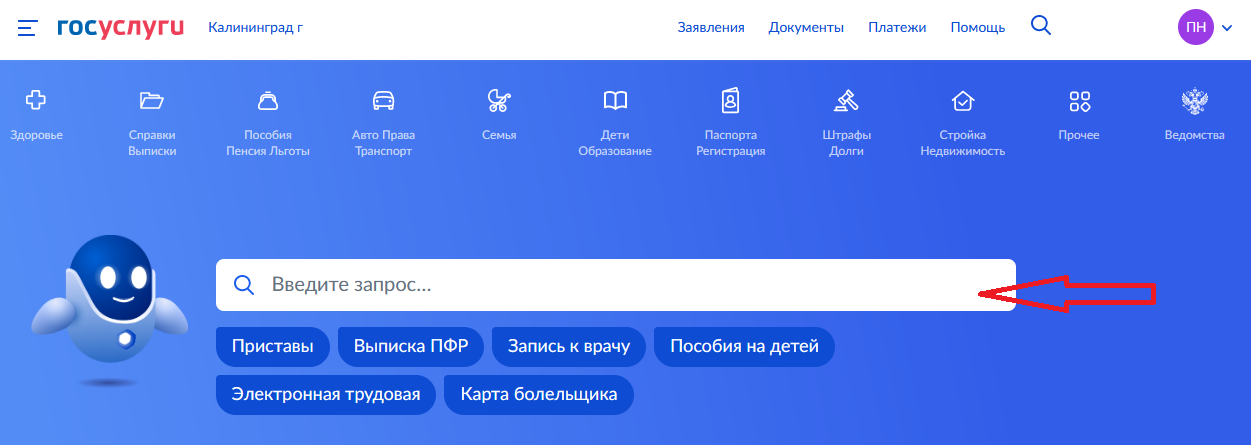 госуслуги Калининград г Заявления Документы Платежи Помощь ПН
Здоровье
Справки
Выписки
Пособия
Пенсия Льготы
Авто Права
Транспорт
Семья
Дети
Образование
Паспорта
Регистрация
Штрафы
Долги
Стройка
Недвижимость
Прочее
Ведомства
Введите запрос...
Приставы Выписка ПФР Запись к врачу Пособия на детей
Электронная трудовая Карта болельщика